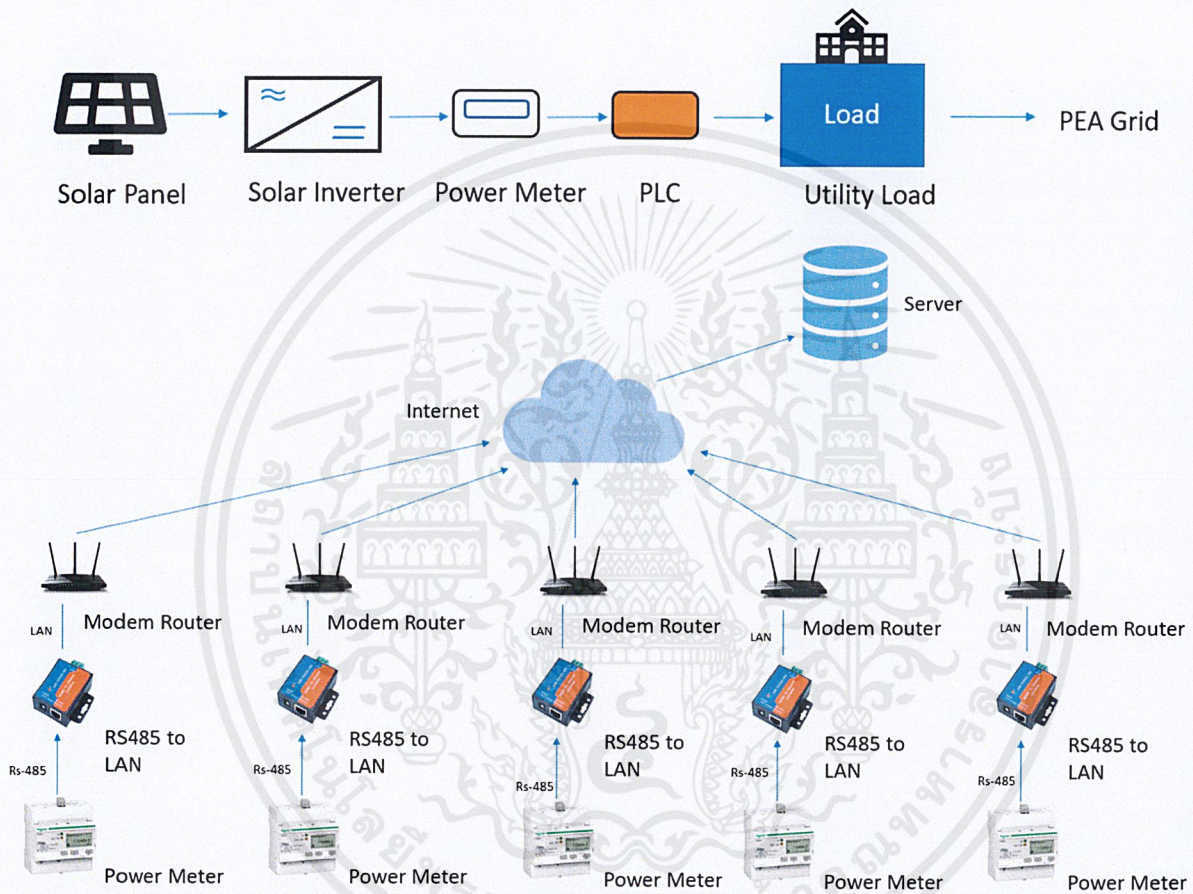 Load
PEA Grid
Solar Panel
Solar Inverter
Power Meter
PLC
Utility Load
Server
Internet
LAN
Modem Router
LAN
Modem Router
LAN
Modem Router
LAN
Modem Router
LAN
Modem Router
RS485 to
LAN
RS485 to
LAN
RS485 to
LAN
RS485 to
LAN
RS485 to
LAN
Rs-485
Rs-485
Rs-485
Rs-485
Rs-485
Power Meter
Power Meter
Power Meter
Power Meter
Power Meter